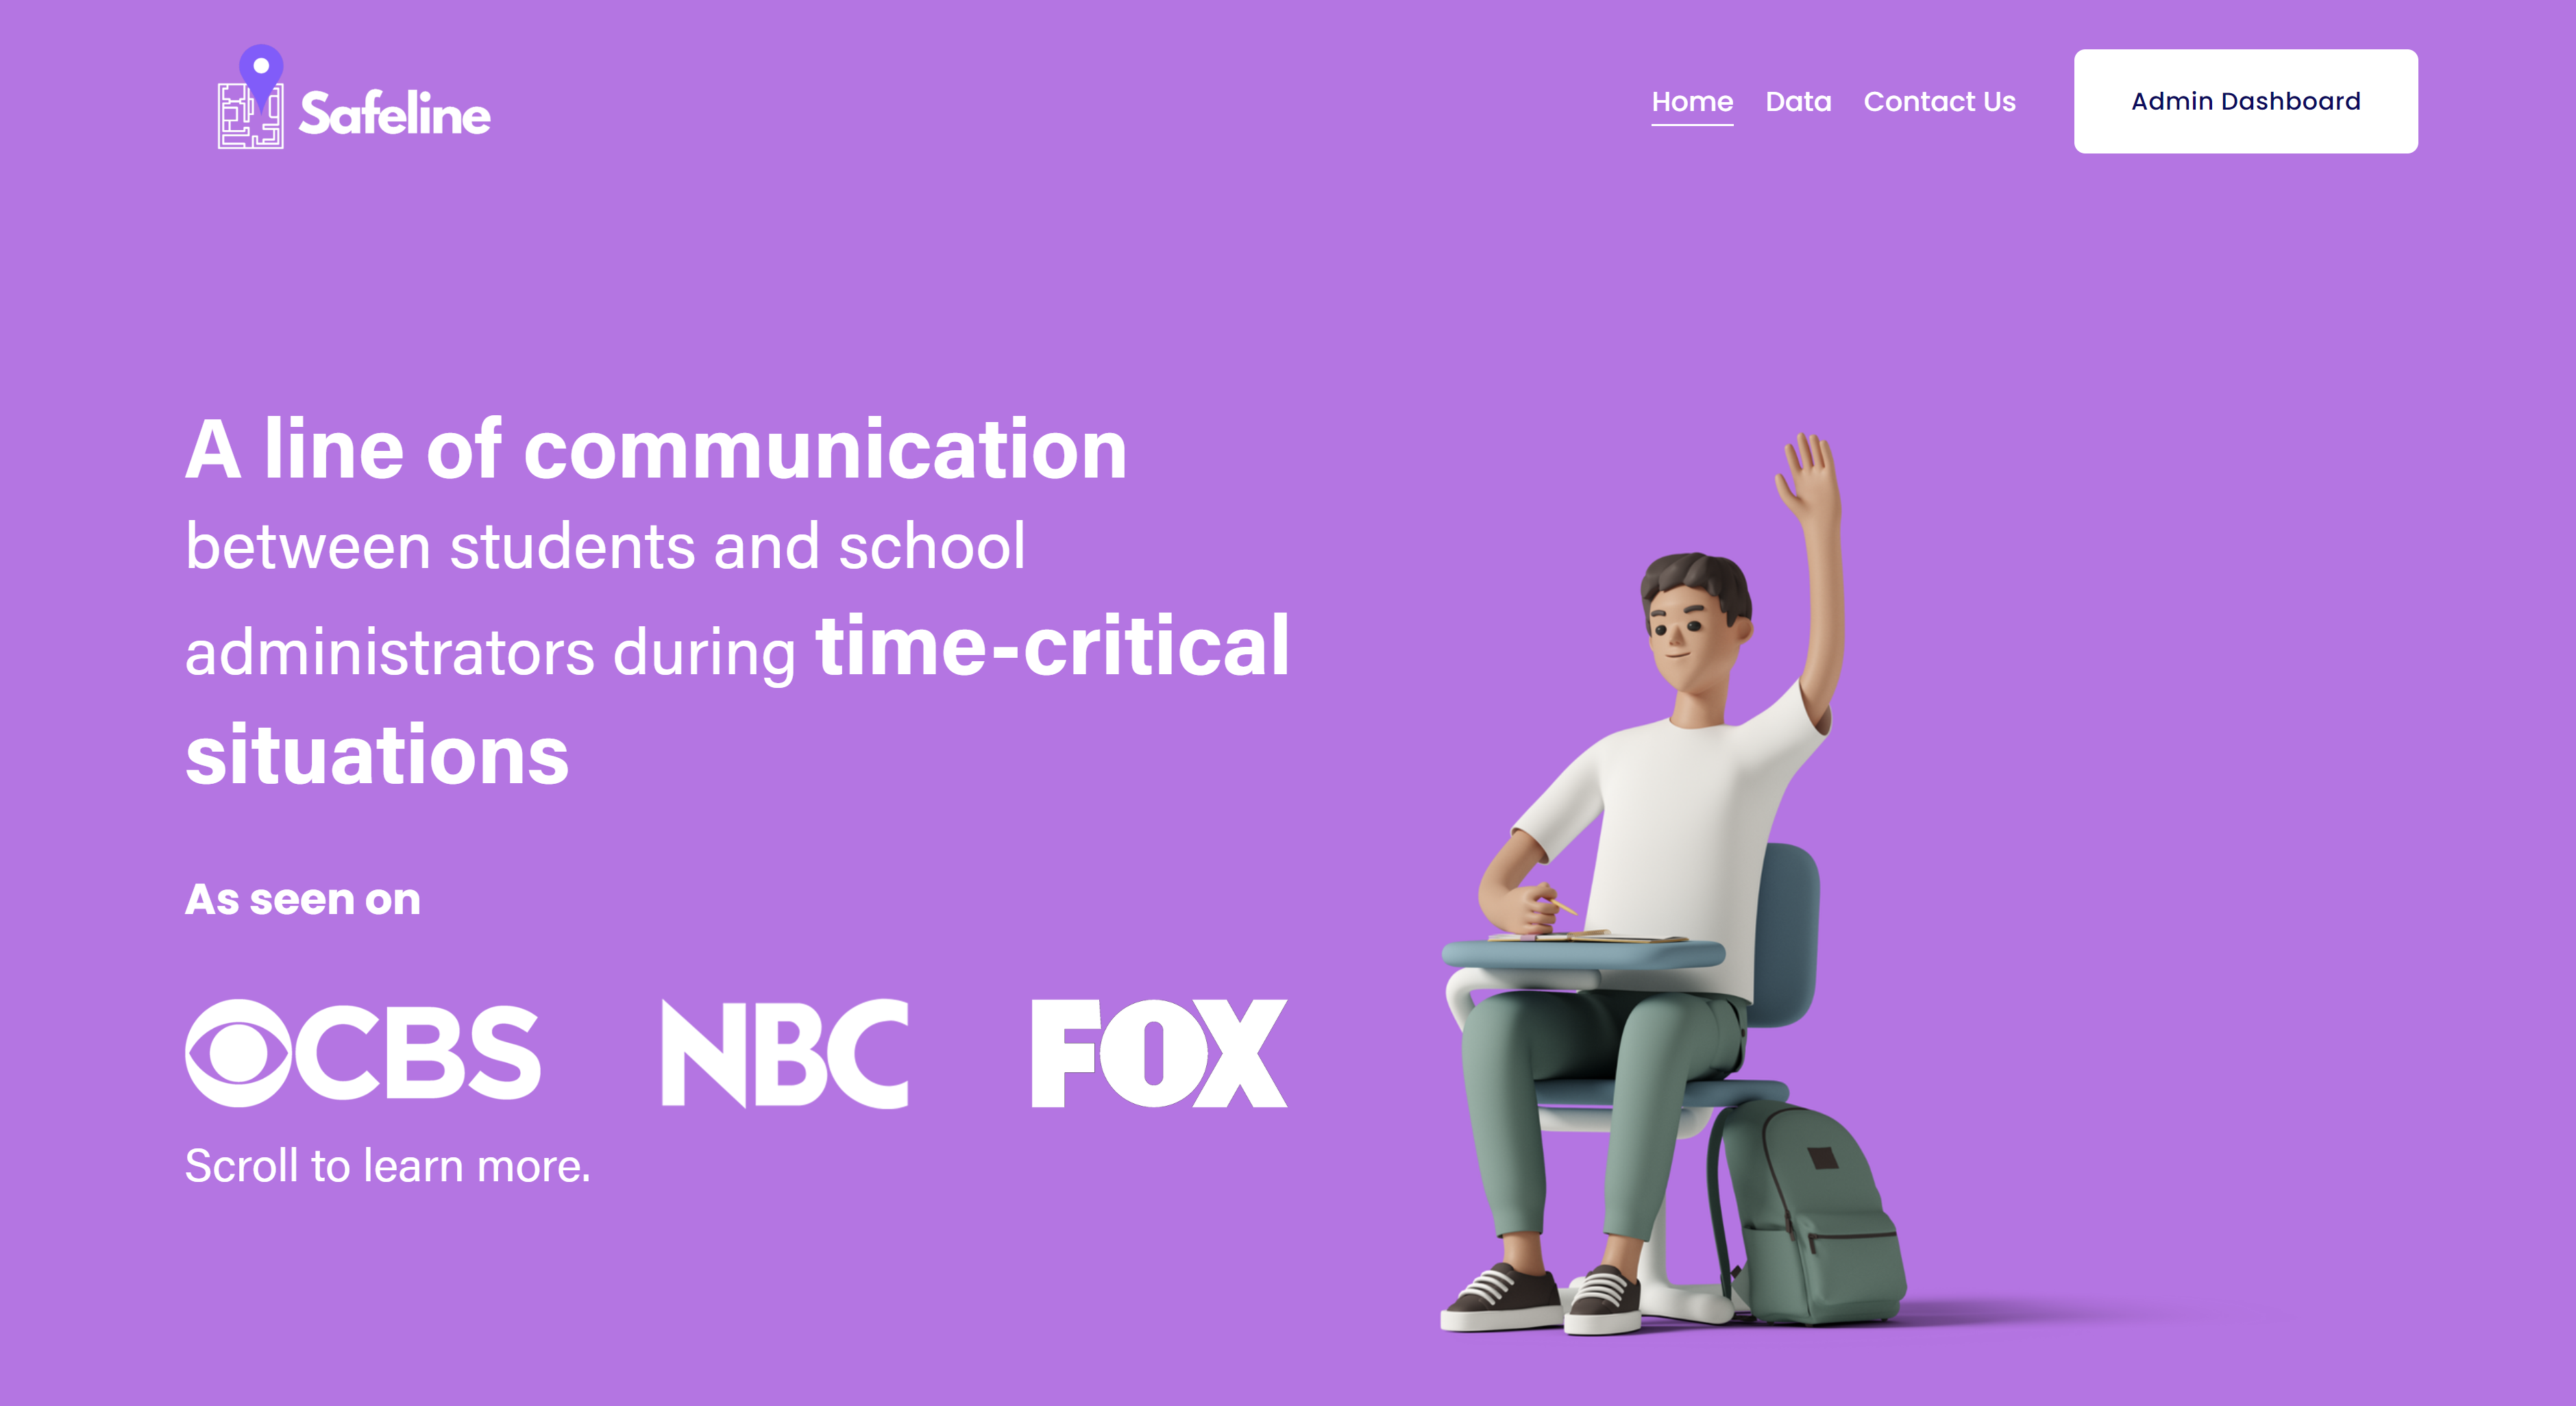 Safeline
Home
Data
Contact Us
Admin Dashboard
A line of communication
between students and school
administrators during time-critical
situations
As seen on
CBS
NBC
FOX
Scroll to learn more.